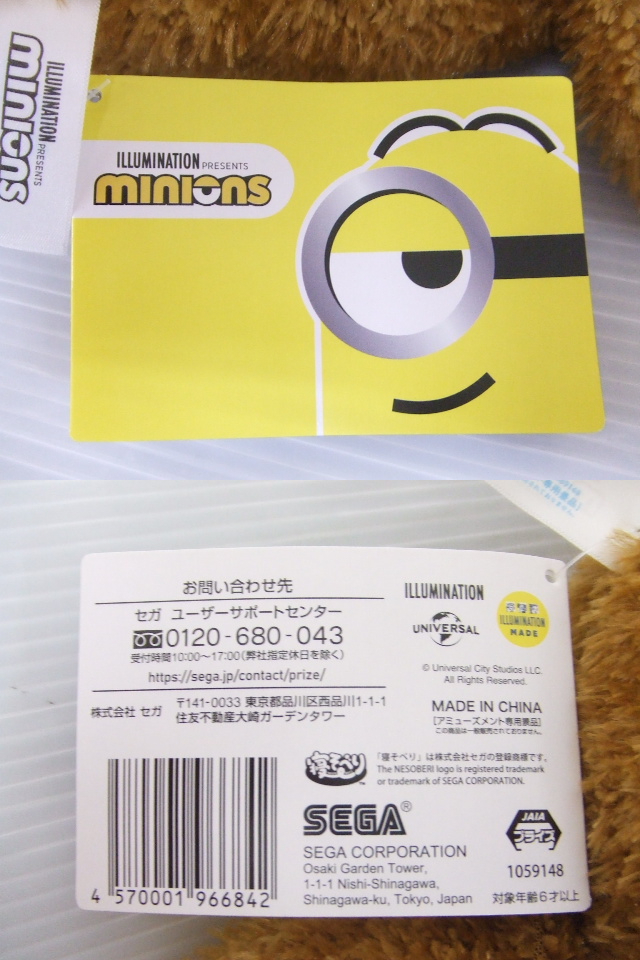 ILLUMINATION
PRESENTS
minions
ILLUMINATION PRESENTS
minions
お問い合わせ先
セガ ユーザーサポートセンター
0120-680-043
受付時間10:00〜17:00(弊社指定休日を除く)
https://sega.jp/contact/prize/
株式会社 セガ
〒141-0033 東京都品川区西品川1-1-1
住友不動産大崎ガーデンタワー
4 570001 966842
ILLUMINATION
UNIVERSAL
ILLUMINATION
MADE
© Universal City Studios LLC.
All Rights Reserved.
MADE IN CHINA
[アミューズメント専用景品]
この商品は一般販売されておりません。
寝そべり
「寝そべり」は株式会社セガの登録商標です。
The NESOBERI logo is registered trademark
or trademark of SEGA CORPORATION.
SEGA®
SEGA CORPORATION
Osaki Garden Tower,
1-1-1 Nishi-Shinagawa,
Shinagawa-ku, Tokyo, Japan
JAIA
プライズ
1059148
対象年齢6才以上